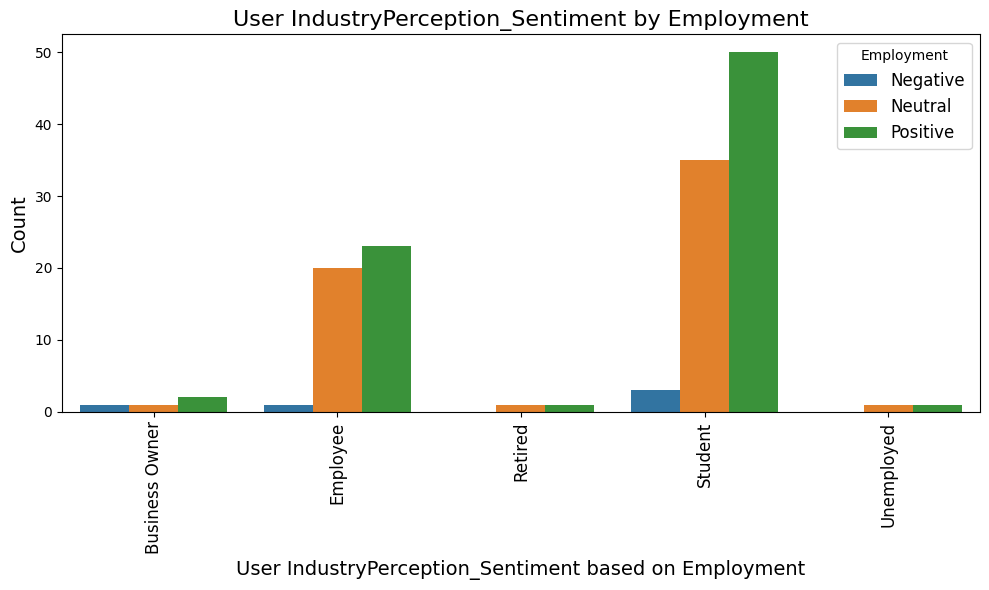 User IndustryPerception_Sentiment by Employment
Employment
Negative
Neutral
Positive
Count
50
40
30
20
10
0
Business Owner
Employee
Retired
Student
Unemployed
User IndustryPerception_Sentiment based on Employment